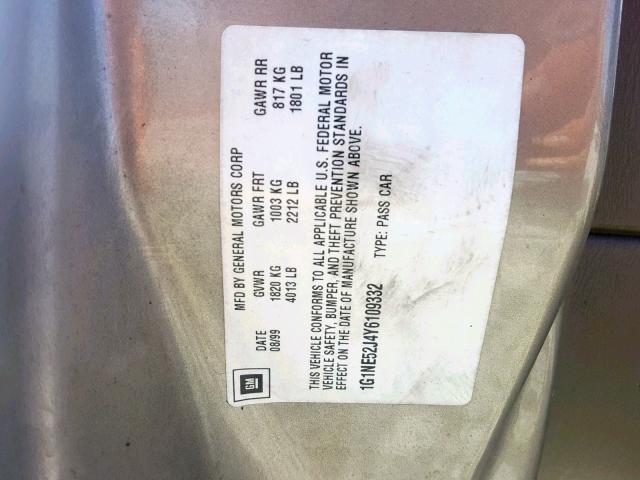 GM
MFD BY GENERAL MOTORS CORP
DATE GVWR GAWR FRT GAWR RR
08/99 1820 KG 1003 KG 817 KG
4013 LB 2212 LB 1801 LB
THIS VEHICLE CONFORMS TO ALL APPLICABLE U.S. FEDERAL MOTOR
VEHICLE SAFETY, BUMPER, AND THEFT PREVENTION STANDARDS IN
EFFECT ON THE DATE OF MANUFACTURE SHOWN ABOVE.
1G1NE52J4Y6109332 TYPE: PASS CAR